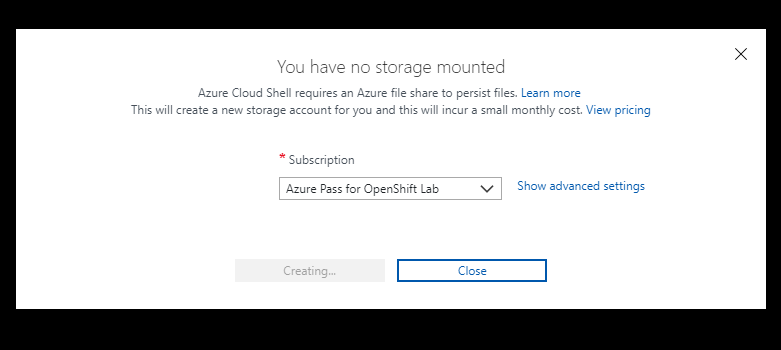 You have no storage mounted
Azure Cloud Shell requires an Azure file share to persist files. Learn more
This will create a new storage account for you and this will incur a small monthly cost. View pricing
* Subscription
Azure Pass for OpenShift Lab
Show advanced settings
Creating...
Close